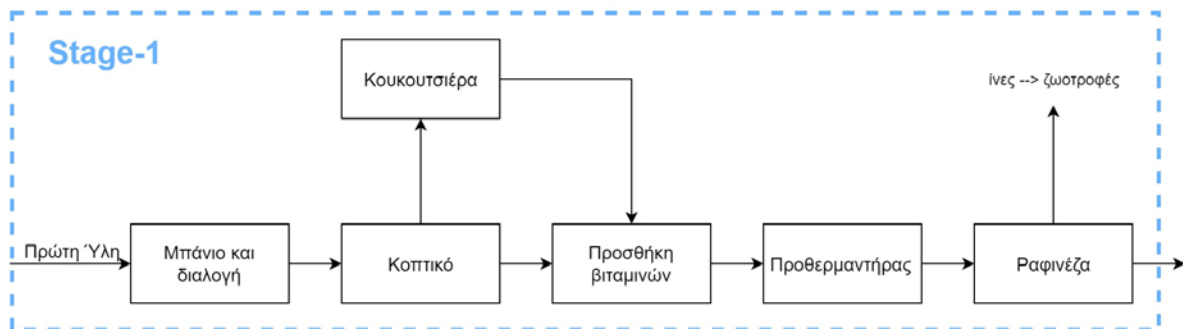 Stage-1
Κουκουτσιέρα
ίνες --> ζωοτροφές
Πρώτη Ύλη
Μπάνιο και
διαλογή
Κοπτικό
Προσθήκη
βιταμινών
Προθερμαντήρας
Ραφινέζα